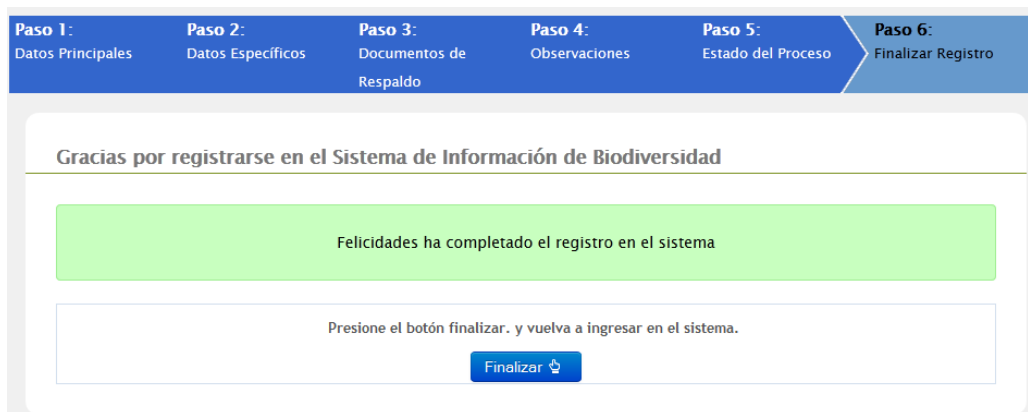 Paso 1:
Datos Principales
Paso 2:
Datos Específicos
Paso 3:
Documentos de
Respaldo
Paso 4:
Observaciones
Paso 5:
Estado del Proceso
Paso 6:
Finalizar Registro
Gracias por registrarse en el Sistema de Información de Biodiversidad
Felicidades ha completado el registro en el sistema
Presione el botón finalizar. y vuelva a ingresar en el sistema.
Finalizar